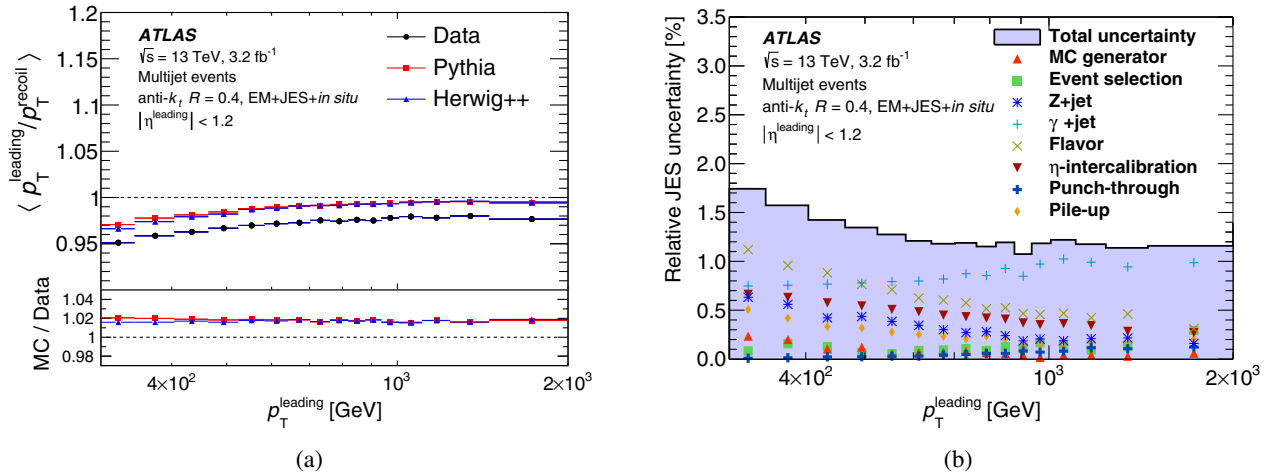 1.2
1.15
1.1
1.05
1
0.95
⟨ p_T^leading / p_T^recoil ⟩
ATLAS
√s = 13 TeV, 3.2 fb⁻¹
Multijet events
anti-k_t R = 0.4, EM+JES+in situ
|η^leading| < 1.2
Data
Pythia
Herwig++
MC / Data
1.04
1.02
1
0.98
4×10²
10³
2×10³
p_T^leading [GeV]
(a)
Relative JES uncertainty [%]
3.5
3.0
2.5
2.0
1.5
1.0
0.5
0.0
ATLAS
√s = 13 TeV, 3.2 fb⁻¹
Multijet events
anti-k_t R = 0.4, EM+JES+in situ
|η^leading| < 1.2
Total uncertainty
MC generator
Event selection
Z+jet
γ +jet
Flavor
η-intercalibration
Punch-through
Pile-up
4×10²
10³
2×10³
p_T^leading [GeV]
(b)